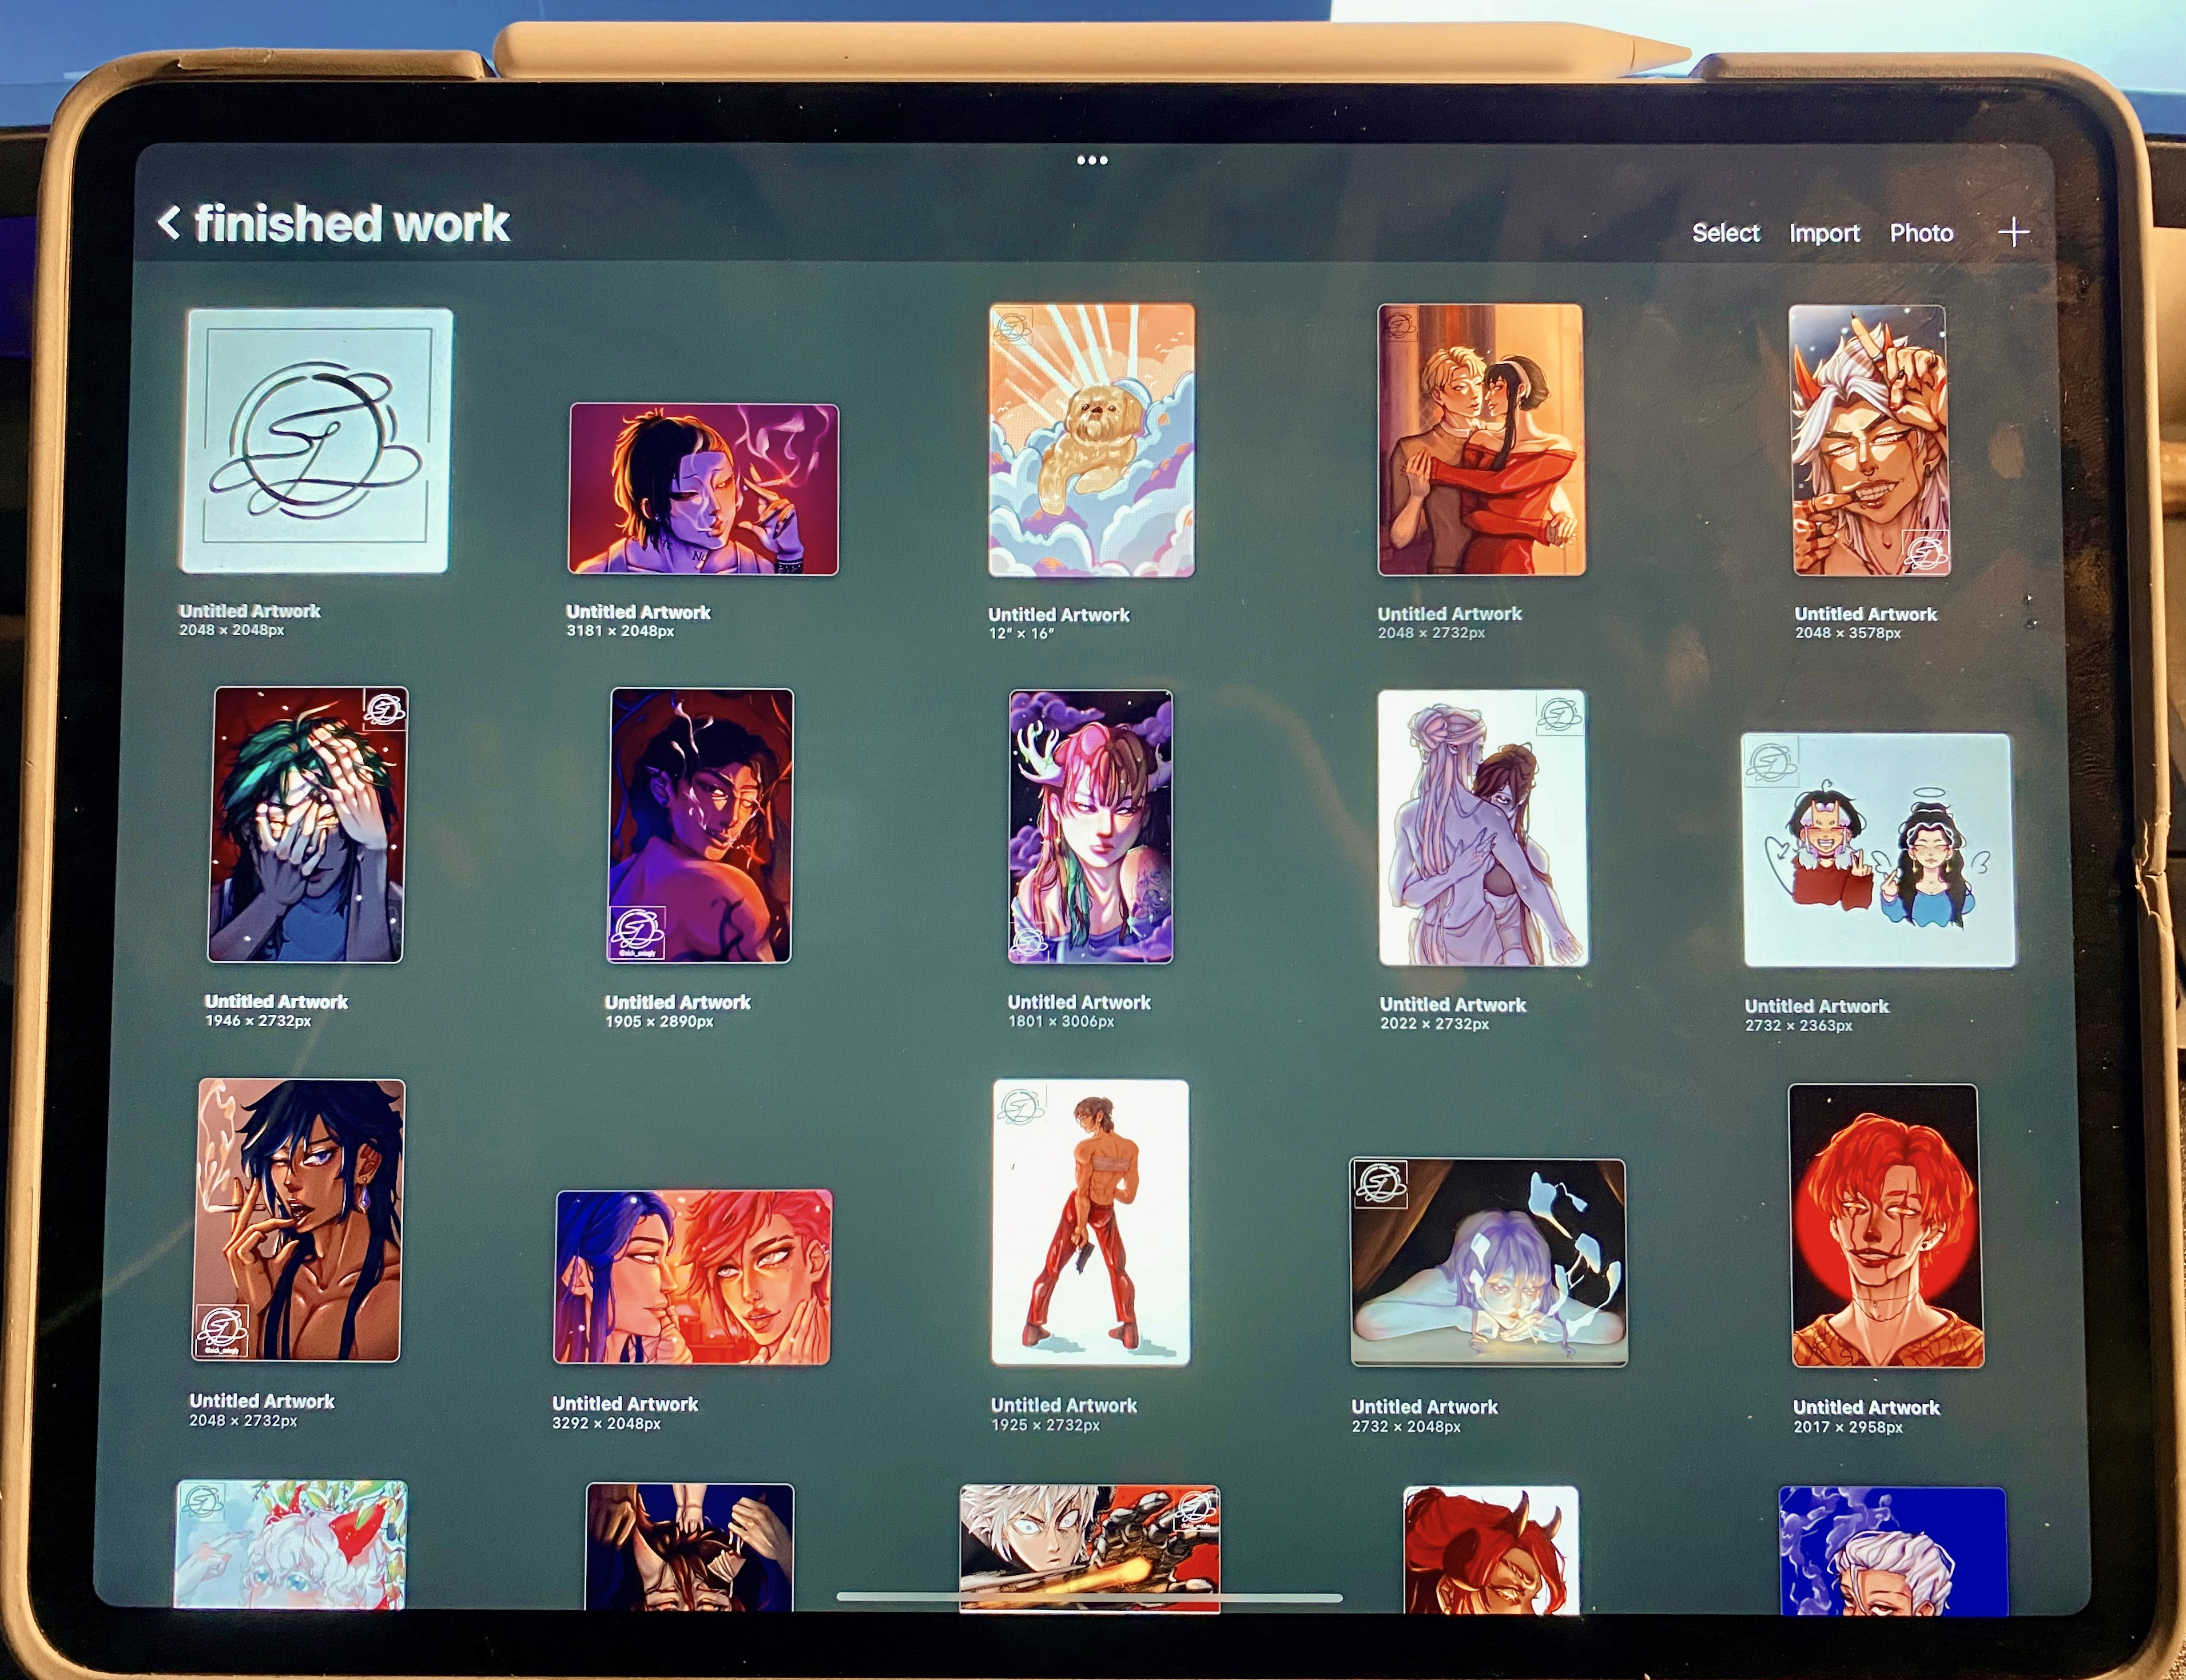 finished work
Select Import Photo
SL
Untitled Artwork
2048 × 2048px
Untitled Artwork
3181 × 2048px
Untitled Artwork
12" × 16"
Untitled Artwork
2048 × 2732px
Untitled Artwork
2048 × 3578px
Untitled Artwork
1946 × 2732px
Untitled Artwork
1905 × 2890px
Untitled Artwork
1801 × 3006px
Untitled Artwork
2022 × 2732px
Untitled Artwork
2732 × 2363px
Untitled Artwork
2048 × 2732px
Untitled Artwork
3292 × 2048px
Untitled Artwork
1925 × 2732px
Untitled Artwork
2732 × 2048px
Untitled Artwork
2017 × 2958px